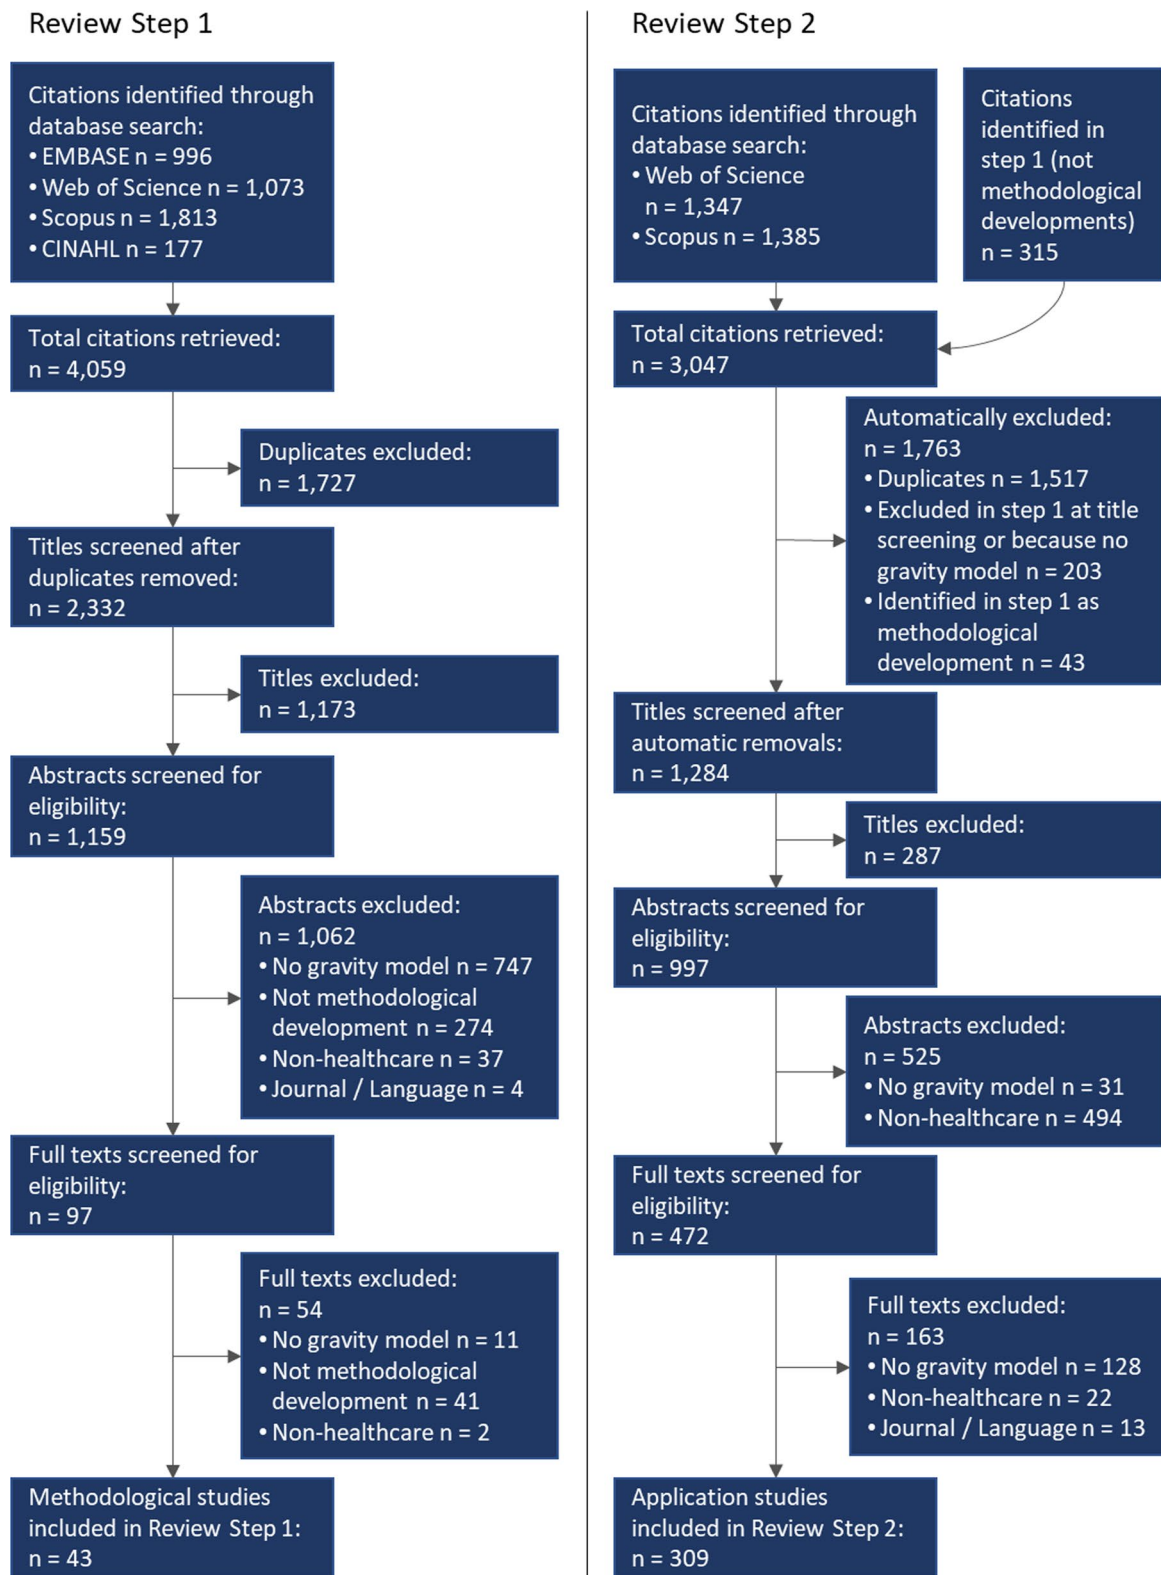 Review Step 1
Citations identified through
database search:
• EMBASE n = 996
• Web of Science n = 1,073
• Scopus n = 1,813
• CINAHL n = 177
Total citations retrieved:
n = 4,059
Duplicates excluded:
n = 1,727
Titles screened after
duplicates removed:
n = 2,332
Titles excluded:
n = 1,173
Abstracts screened for
eligibility:
n = 1,159
Abstracts excluded:
n = 1,062
• No gravity model n = 747
• Not methodological
development n = 274
• Non-healthcare n = 37
• Journal / Language n = 4
Full texts screened for
eligibility:
n = 97
Full texts excluded:
n = 54
• No gravity model n = 11
• Not methodological
development n = 41
• Non-healthcare n = 2
Methodological studies
included in Review Step 1:
n = 43
Review Step 2
Citations identified through
database search:
• Web of Science
n = 1,347
• Scopus n = 1,385
Citations
identified in
step 1 (not
methodological
developments)
n = 315
Total citations retrieved:
n = 3,047
Automatically excluded:
n = 1,763
• Duplicates n = 1,517
• Excluded in step 1 at title
screening or because no
gravity model n = 203
• Identified in step 1 as
methodological
development n = 43
Titles screened after
automatic removals:
n = 1,284
Titles excluded:
n = 287
Abstracts screened for
eligibility:
n = 997
Abstracts excluded:
n = 525
• No gravity model n = 31
• Non-healthcare n = 494
Full texts screened for
eligibility:
n = 472
Full texts excluded:
n = 163
• No gravity model n = 128
• Non-healthcare n = 22
• Journal / Language n = 13
Application studies
included in Review Step 2:
n = 309